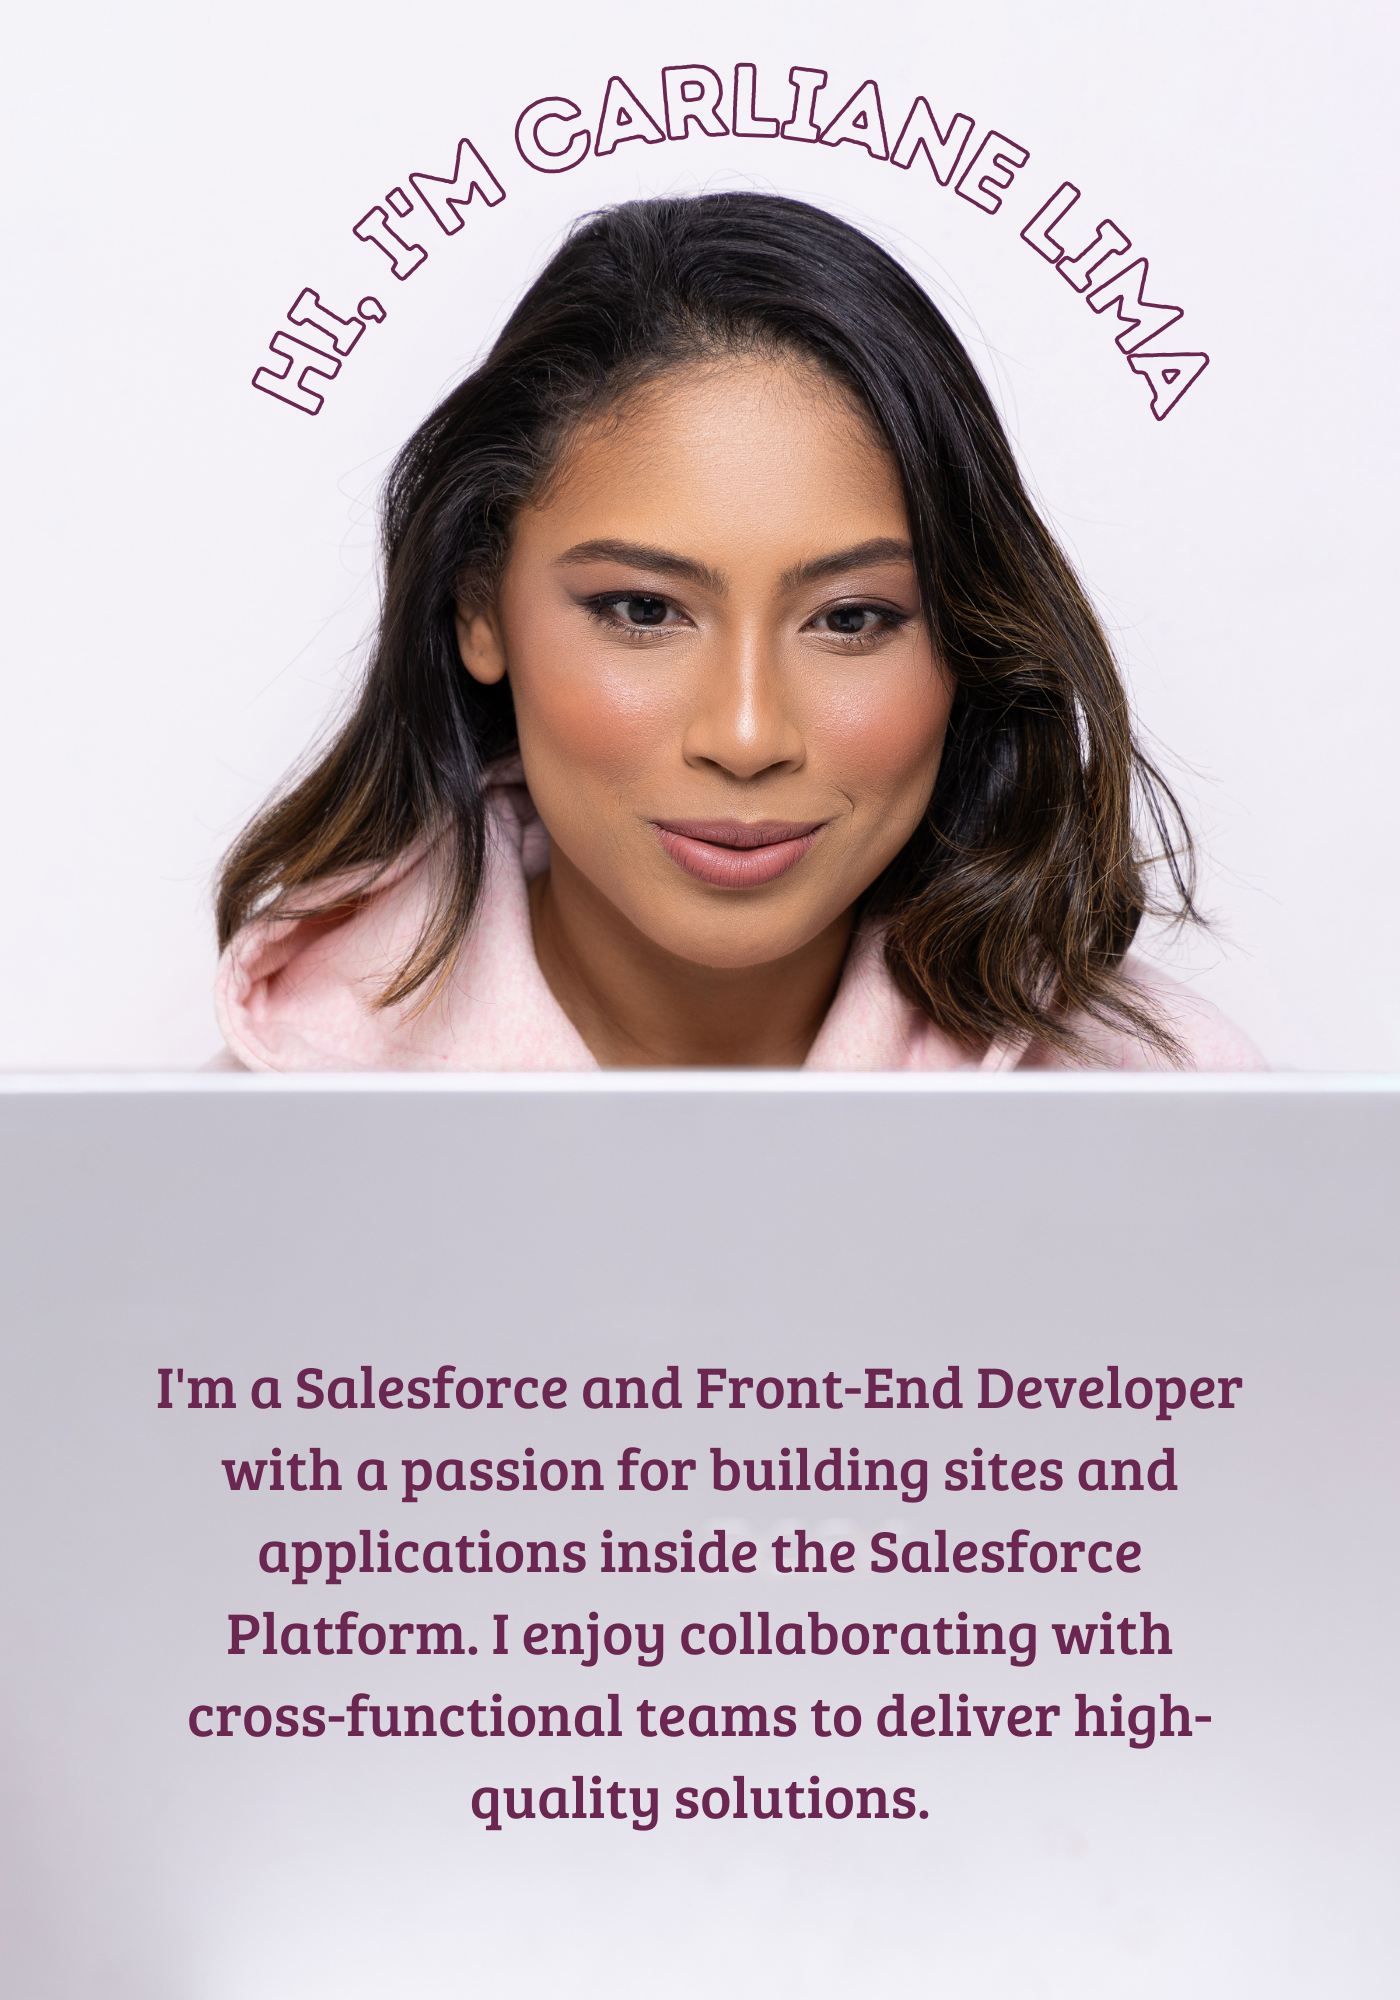 HI, I'M CARLIANE LIMA
I'm a Salesforce and Front-End Developer
with a passion for building sites and
applications inside the Salesforce
Platform. I enjoy collaborating with
cross-functional teams to deliver high-
quality solutions.